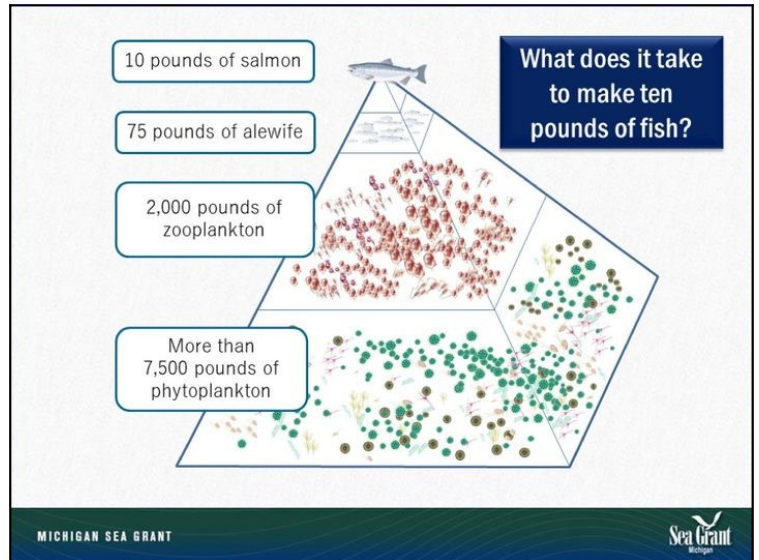 10 pounds of salmon
What does it take
to make ten
pounds of fish?
75 pounds of alewife
2,000 pounds of
zooplankton
More than
7,500 pounds of
phytoplankton
MICHIGAN SEA GRANT
Sea Grant
Michigan